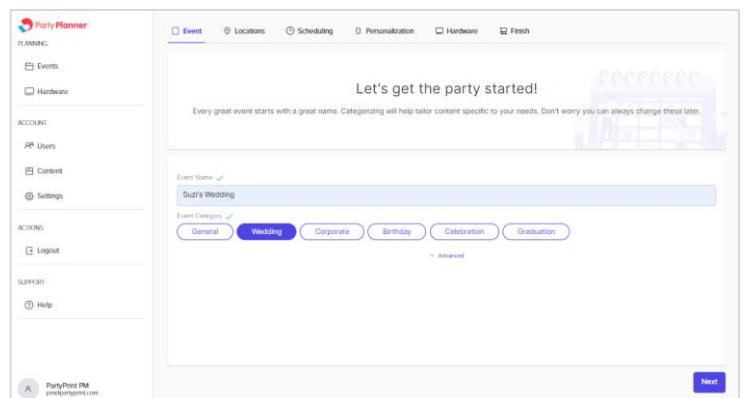 Party Planner
PLANNING
Events
Hardware
ACCOUNT
Users
Content
Settings
ACTIONS
Logout
SUPPORT
Help
PartyPrint PM
pm@partyprint.com
Event
Locations
Scheduling
Personalization
Hardware
Finish
Let's get the party started!
Every great event starts with a great name. Categorizing will help tailor content specific to your needs. Don't worry you can always change these later.
Event Name
Suzi's Wedding
Event Category
General
Wedding
Corporate
Birthday
Celebration
Graduation
Advanced
Next